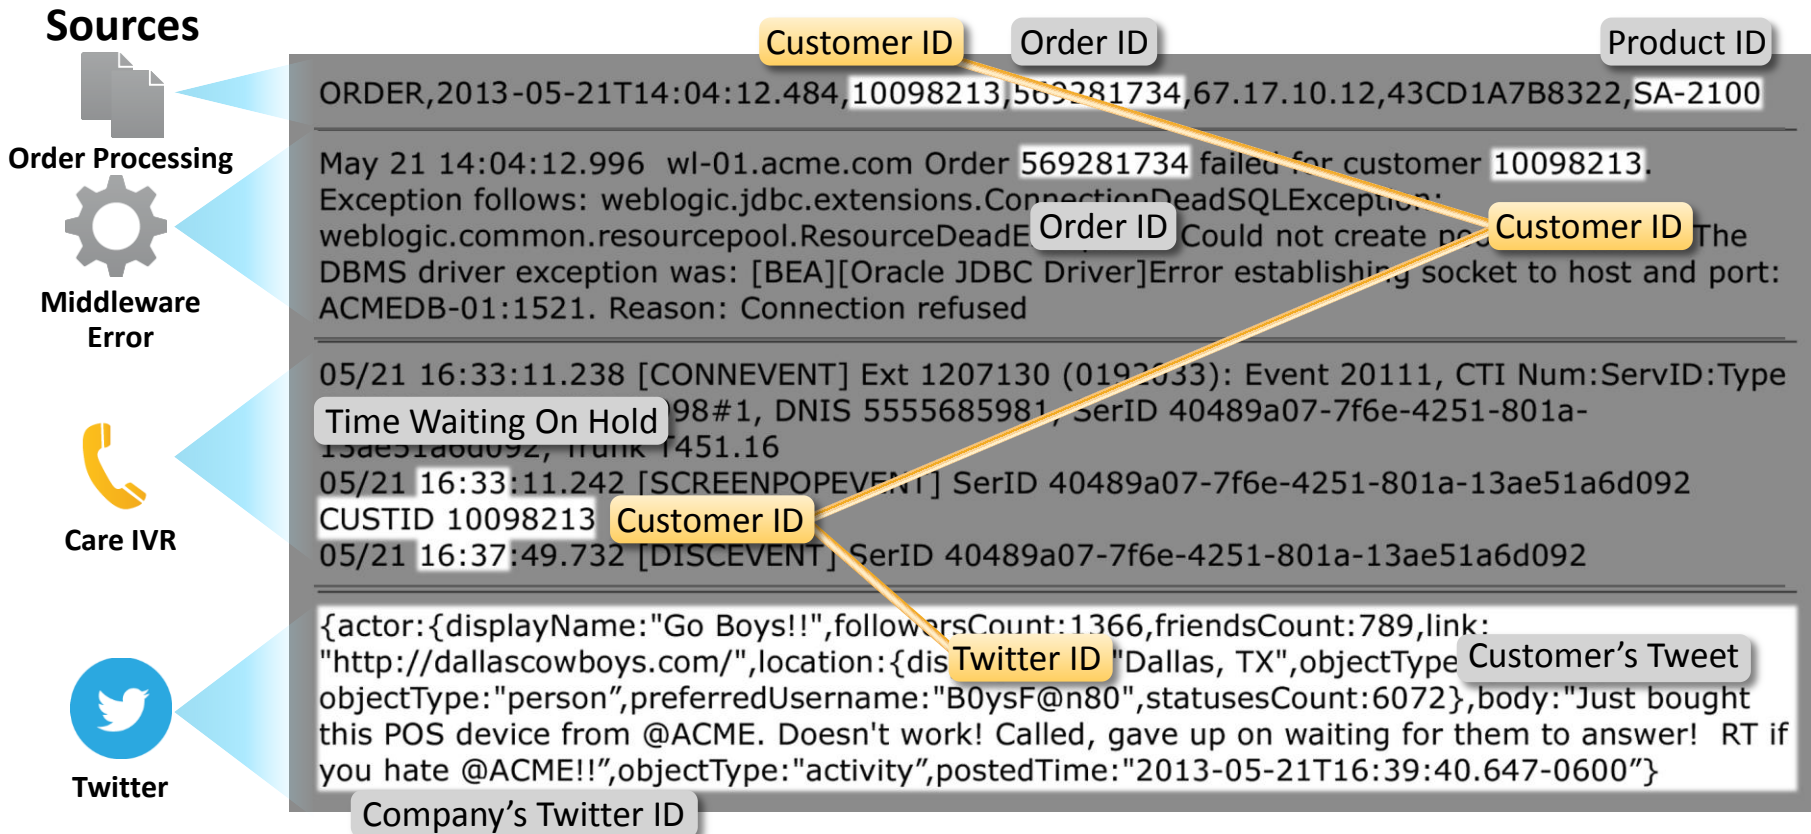 Sources
Customer ID
Order ID
Product ID
ORDER,2013-05-21T14:04:12.484,10098213,569281734,67.17.10.12,43CD1A7B8322,SA-2100
Order Processing
May 21 14:04:12.996 wl-01.acme.com Order 569281734 failed for customer 10098213.
Exception follows: weblogic.jdbc.extensions.ConnectionDeadSQLException:
weblogic.common.resourcepool.ResourceDeadE Order ID Could not create Customer ID The
DBMS driver exception was: [BEA][Oracle JDBC Driver]Error establishing socket to host and port:
ACMEDB-01:1521. Reason: Connection refused
Middleware
Error
05/21 16:33:11.238 [CONNEVENT] Ext 1207130 (0192033): Event 20111, CTI Num:ServID:Type
Time Waiting On Hold 98#1, DNIS 5555685981, SerID 40489a07-7f6e-4251-801a-
13ae51a6d092, Trunk T451.16
05/21 16:33:11.242 [SCREENPOPEVENT] SerID 40489a07-7f6e-4251-801a-13ae51a6d092
CUSTID 10098213 Customer ID
05/21 16:37:49.732 [DISCEVENT] SerID 40489a07-7f6e-4251-801a-13ae51a6d092
Care IVR
{actor:{displayName:"Go Boys!!",followersCount:1366,friendsCount:789,link:
"http://dallascowboys.com/",location:{dis Twitter ID "Dallas, TX",objectType Customer's Tweet
objectType:"person”,preferredUsername:"B0ysF@n80",statusesCount:6072},body:"Just bought
this POS device from @ACME. Doesn't work! Called, gave up on waiting for them to answer! RT if
you hate @ACME!!”,objectType:"activity”,postedTime:"2013-05-21T16:39:40.647-0600”}
Twitter
Company’s Twitter ID